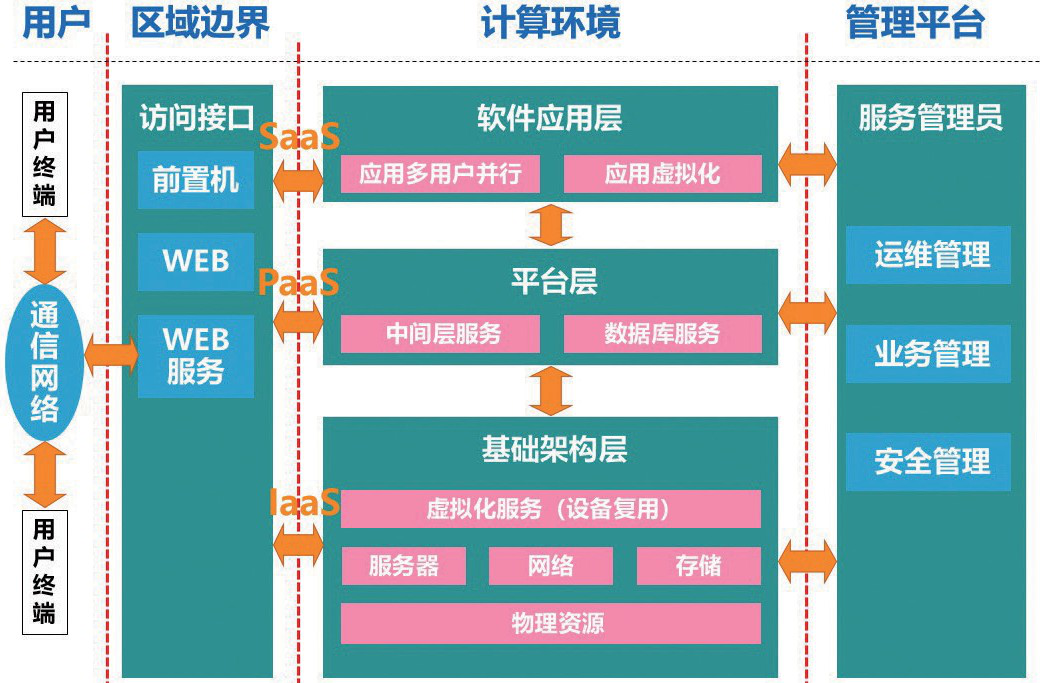 用户
区域边界
计算环境
管理平台
用户终端
通信网络
用户终端
访问接口
前置机
WEB
WEB
服务
SaaS
PaaS
IaaS
软件应用层
应用多用户并行
应用虚拟化
平台层
中间层服务
数据库服务
基础架构层
虚拟化服务（设备复用）
服务器
网络
存储
物理资源
服务管理员
运维管理
业务管理
安全管理